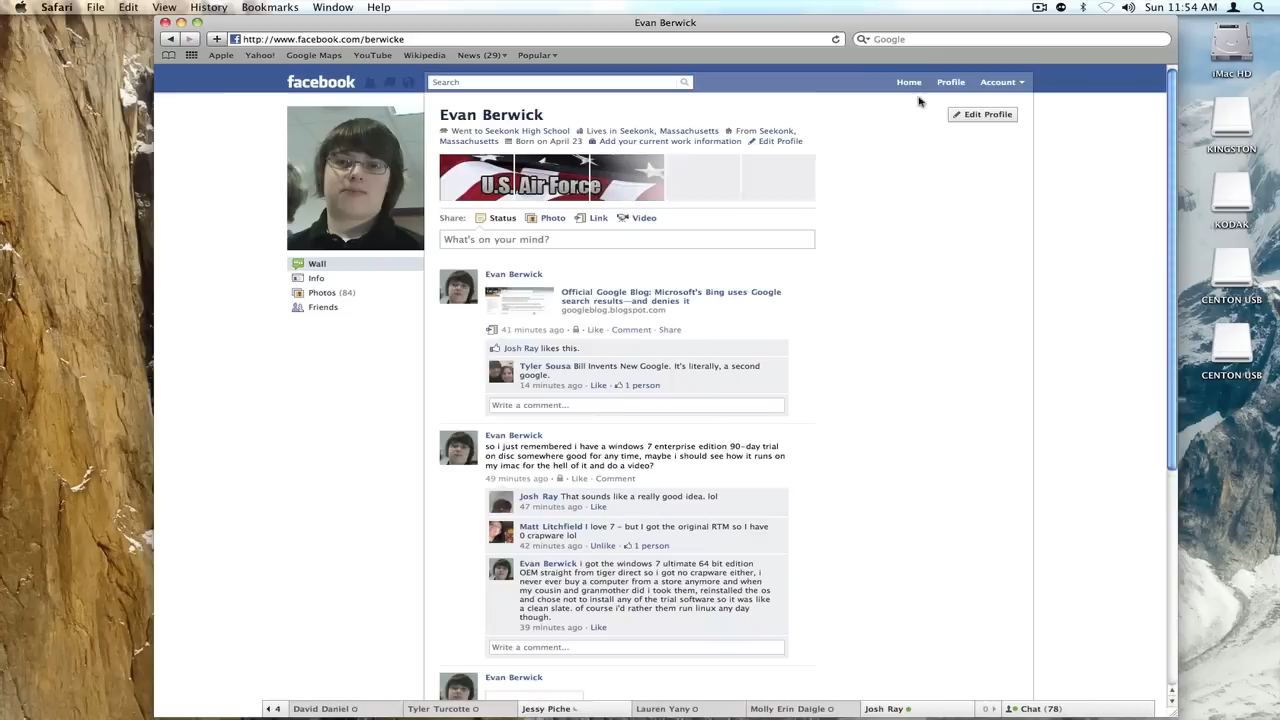 Safari File Edit View History Bookmarks Window Help Sun 11:54 AM
Evan Berwick
http://www.facebook.com/berwicke Google
Apple Yahoo! Google Maps YouTube Wikipedia News (29) Popular
iMac HD
KINGSTON
KODAK
CENTON USB
CENTON USB
facebook Search Home Profile Account
Evan Berwick Edit Profile
Went to Seekonk High School Lives in Seekonk, Massachusetts From Seekonk,
Massachusetts Born on April 23 Add your current work information Edit Profile
U.S. Air Force
Share: Status Photo Link Video
What's on your mind?
Wall
Info
Photos (84)
Friends
Evan Berwick
Official Google Blog: Microsoft's Bing uses Google
search results—and denies it
googleblog.blogspot.com
41 minutes ago · Like · Comment · Share
Josh Ray likes this.
Tyler Sousa Bill Invents New Google. It's literally, a second
google.
14 minutes ago · Like · 1 person
Write a comment...
Evan Berwick
so i just remembered i have a windows 7 enterprise edition 90-day trial
on disc somewhere good for any time, maybe i should see how it runs on
my imac for the hell of it and do a video?
49 minutes ago · Like · Comment
Josh Ray That sounds like a really good idea. lol
47 minutes ago · Like
Matt Litchfield I love 7 - but I got the original RTM so I have
0 crapware lol
42 minutes ago · Unlike · 1 person
Evan Berwick i got the windows 7 ultimate 64 bit edition
OEM straight from tiger direct so i got no crapware either, i
never ever buy a computer from a store anymore and when
my cousin and granmother did i took them, reinstalled the os
and chose not to install any of the trial software so it was like
a clean slate. of course i'd rather them run linux any day
though.
39 minutes ago · Like
Write a comment...
Evan Berwick
4 David Daniel Tyler Turcotte Jessy Piche Lauren Yany Molly Erin Daigle Josh Ray 0 Chat (78)